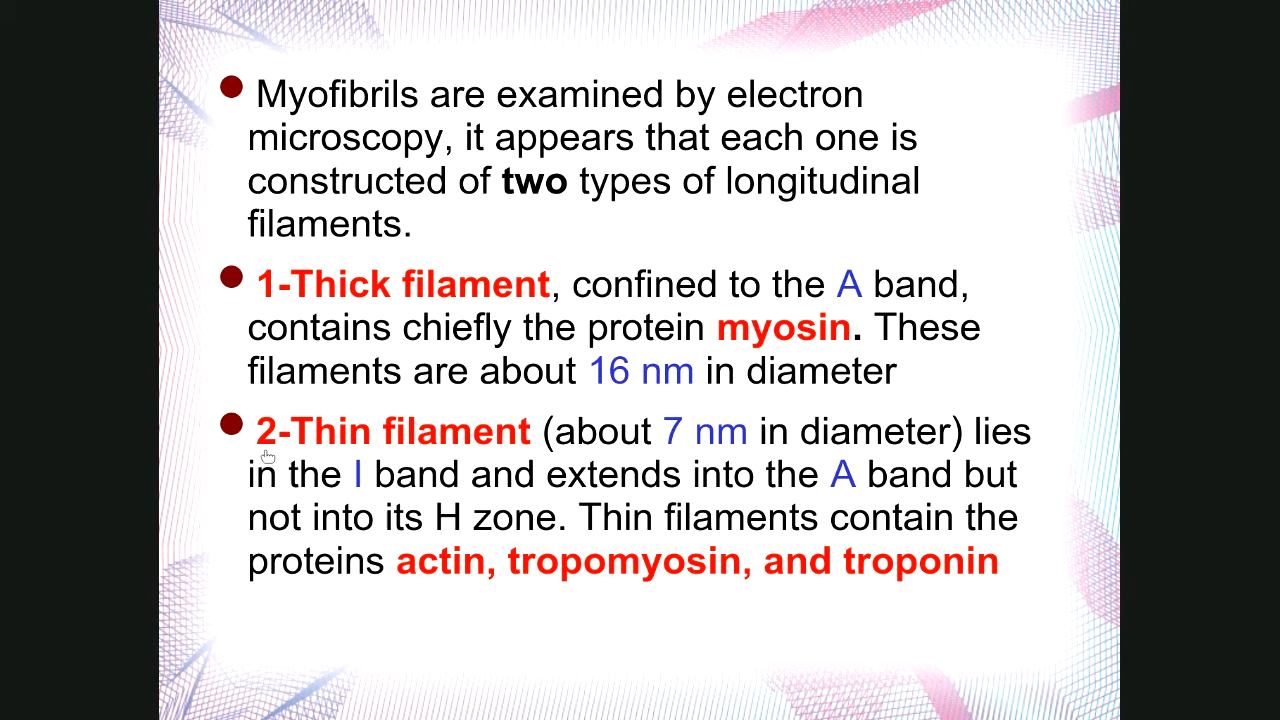 Myofibrils are examined by electron
microscopy, it appears that each one is
constructed of two types of longitudinal
filaments.
1-Thick filament, confined to the A band,
contains chiefly the protein myosin. These
filaments are about 16 nm in diameter
2-Thin filament (about 7 nm in diameter) lies
in the I band and extends into the A band but
not into its H zone. Thin filaments contain the
proteins actin, tropomyosin, and troponin